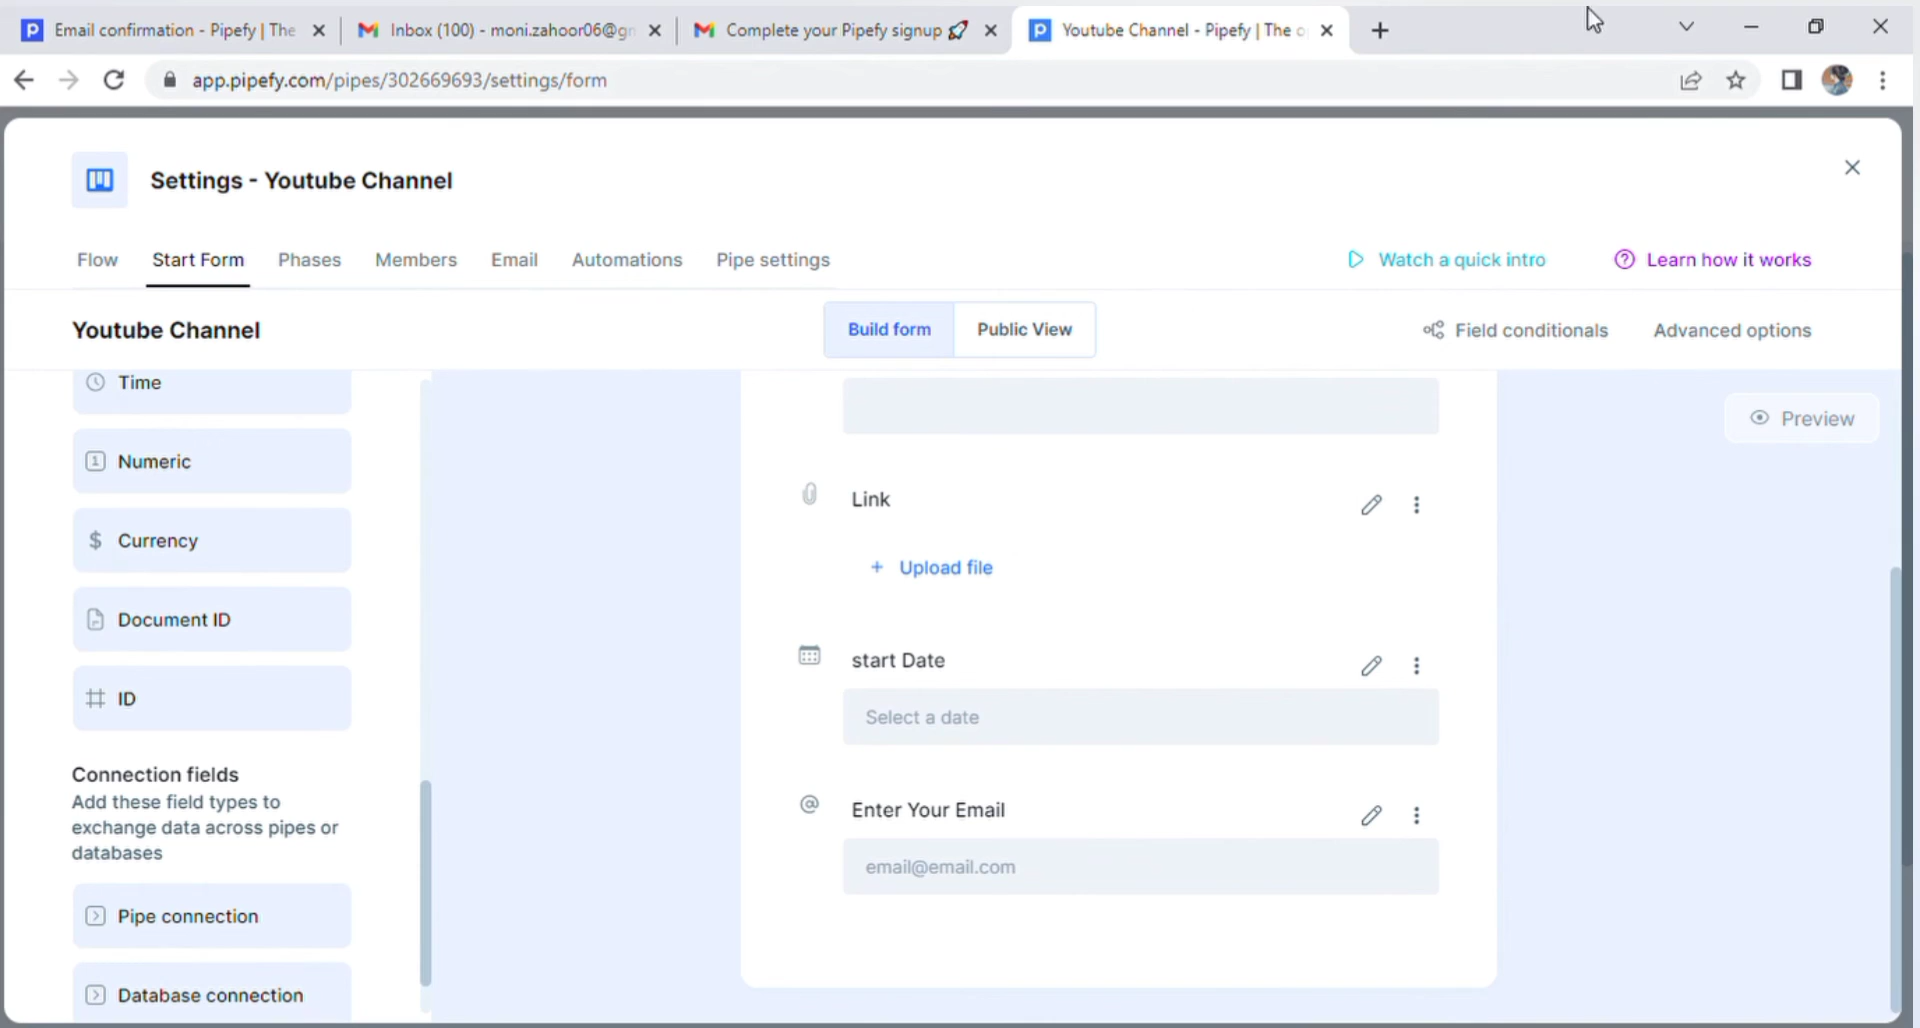 Email confirmation - Pipefy | The
Inbox (100) - moni.zahoor06@gm
Complete your Pipefy signup 🚀
Youtube Channel - Pipefy | The o
app.pipefy.com/pipes/302669693/settings/form
Settings - Youtube Channel
Flow
Start Form
Phases
Members
Email
Automations
Pipe settings
Watch a quick intro
Learn how it works
Youtube Channel
Build form
Public View
Field conditionals
Advanced options
Time
Numeric
Currency
Document ID
ID
Connection fields
Add these field types to
exchange data across pipes or
databases
Pipe connection
Database connection
Preview
Link
+ Upload file
start Date
Select a date
Enter Your Email
email@email.com